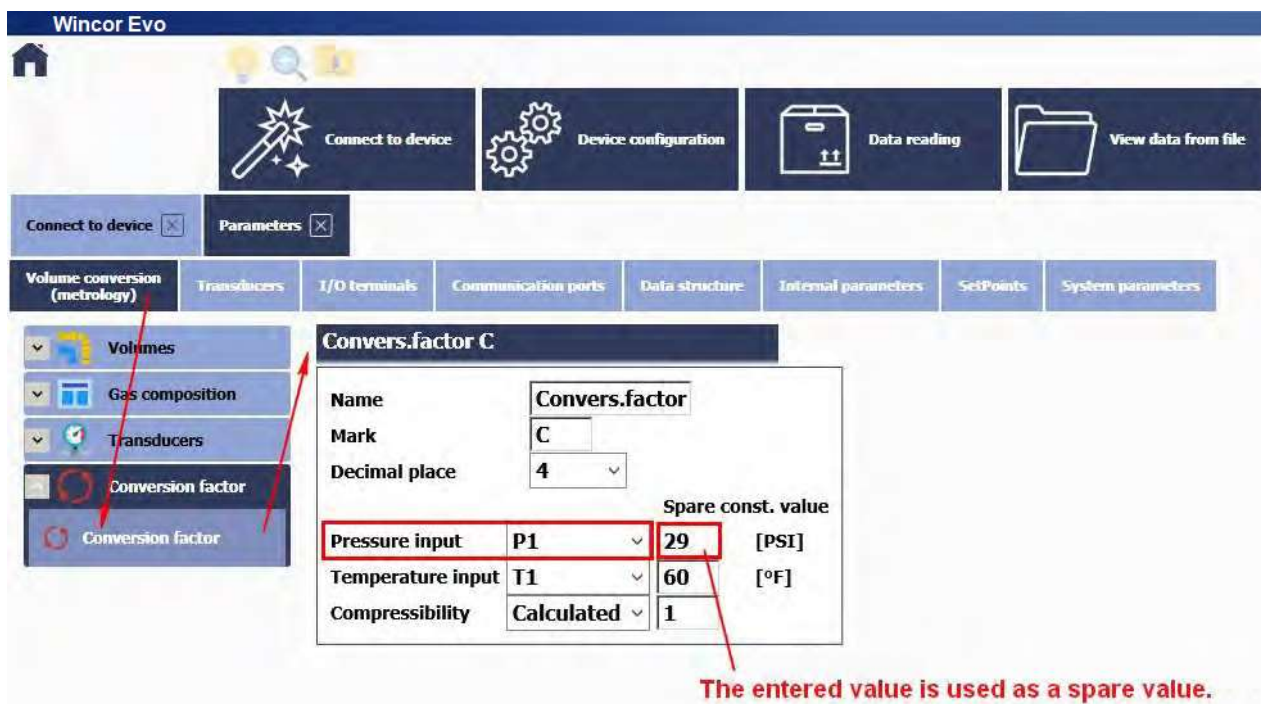 Wincor Evo
Connect to device
Device configuration
Data reading
View data from file
Connect to device
Parameters
Volume conversion
(metrology)
Transducers
I/O terminals
Communication ports
Data structure
Internal parameters
SetPoints
System parameters
Volumes
Gas composition
Transducers
Conversion factor
Conversion factor
Convers.factor C
Name Convers.factor
Mark C
Decimal place 4
Spare const. value
Pressure input P1 29 [PSI]
Temperature input T1 60 [ºF]
Compressibility Calculated 1
The entered value is used as a spare value.